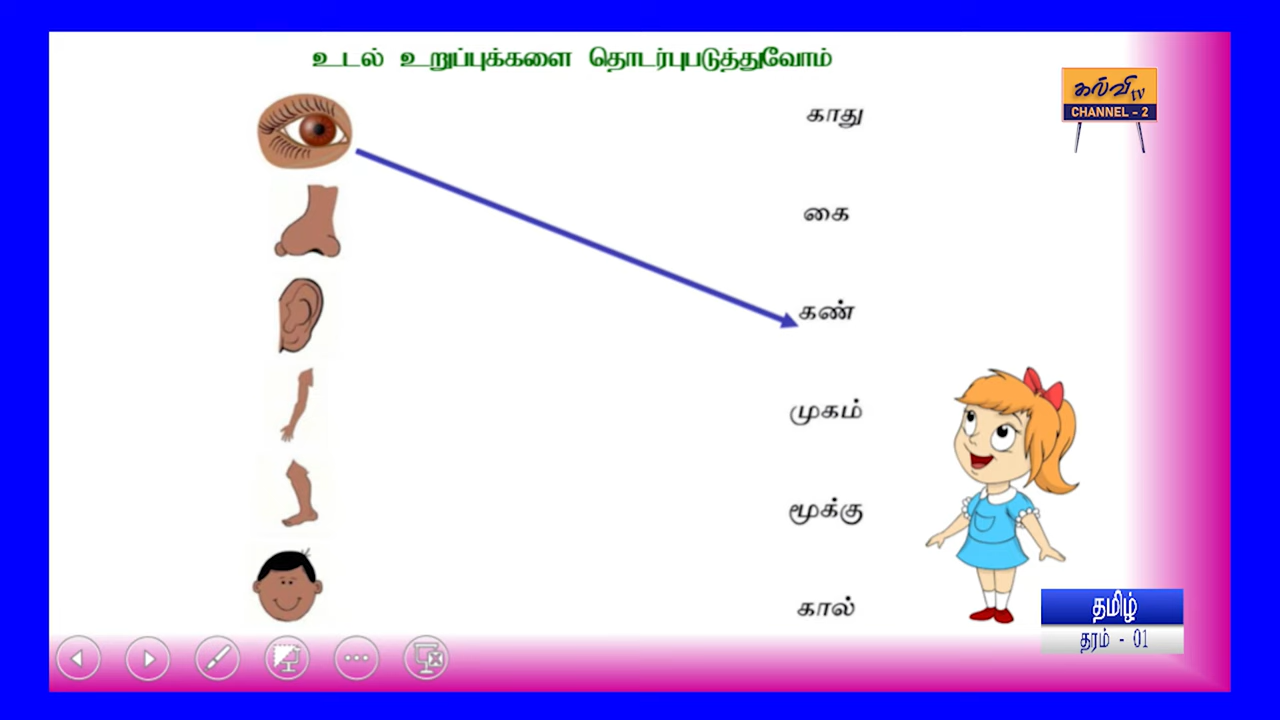 உடல் உறுப்புக்களை தொடர்புபடுத்துவோம்
கல்வி tv
CHANNEL - 2
காது
கை
கண்
முகம்
மூக்கு
கால்
தமிழ்
தரம் - 01